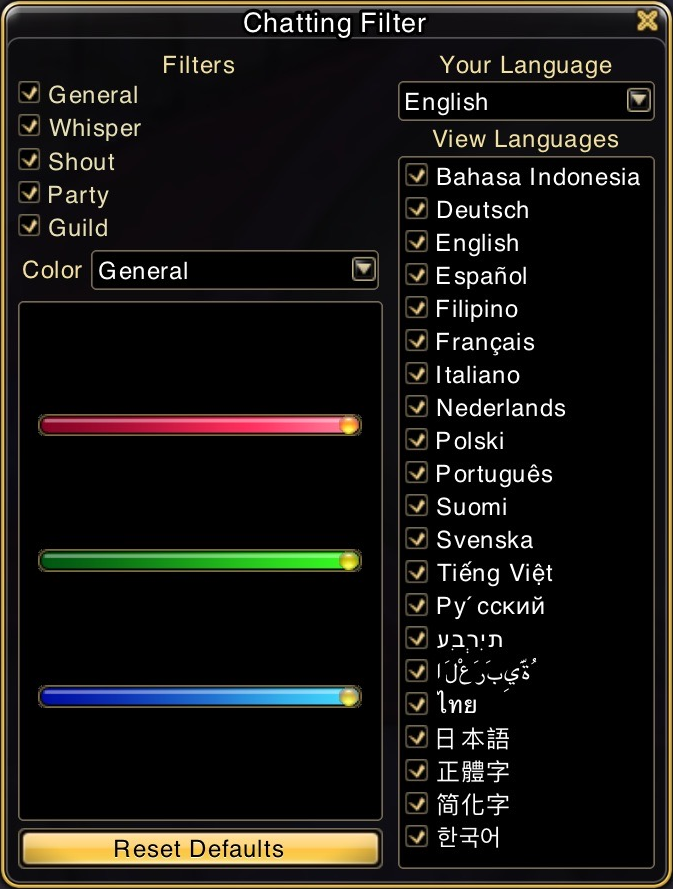 Chatting Filter
Filters
General
Whisper
Shout
Party
Guild
Color General
Reset Defaults
Your Language
English
View Languages
Bahasa Indonesia
Deutsch
English
Español
Filipino
Français
Italiano
Nederlands
Polski
Português
Suomi
Svenska
Tiếng Việt
Ру́сский
עִבְרִית
اَلْعَرَبِيَّةُ
ไทย
日本語
正體字
简化字
한국어